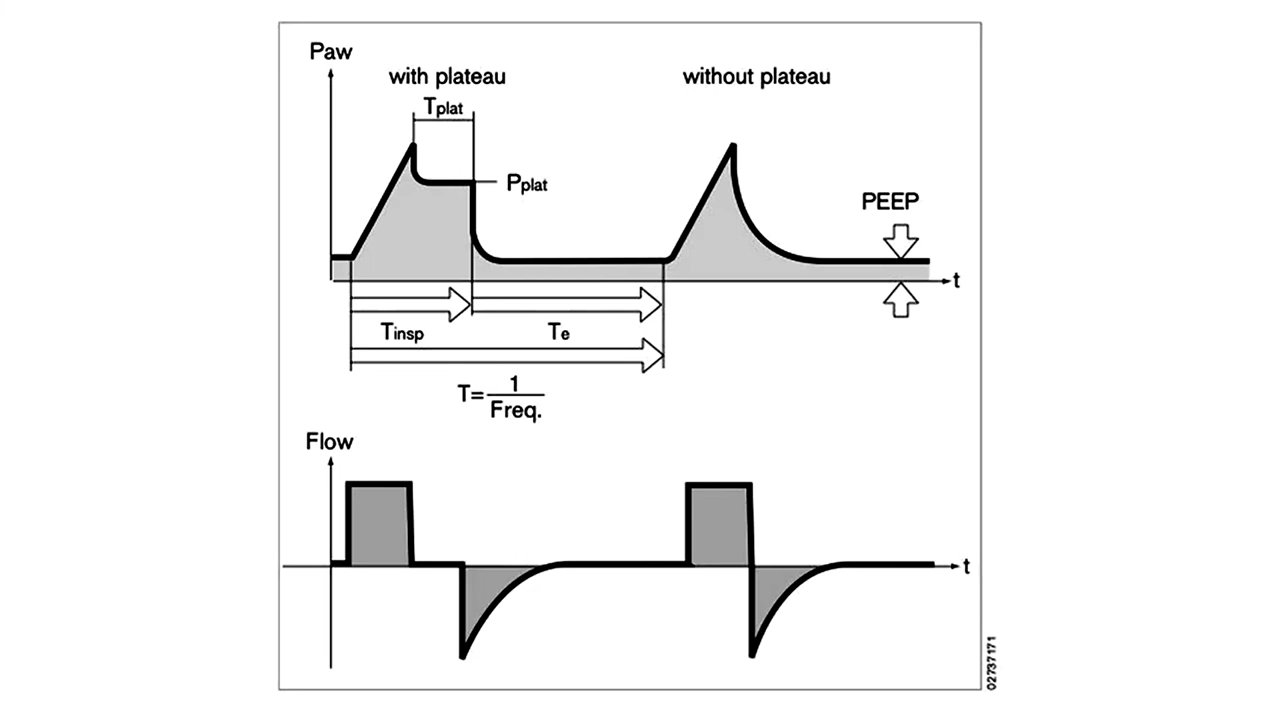 Paw
with plateau
without plateau
Tplat
Pplat
PEEP
t
Tinsp
Te
T=1/Freq.
Flow
t
02737171